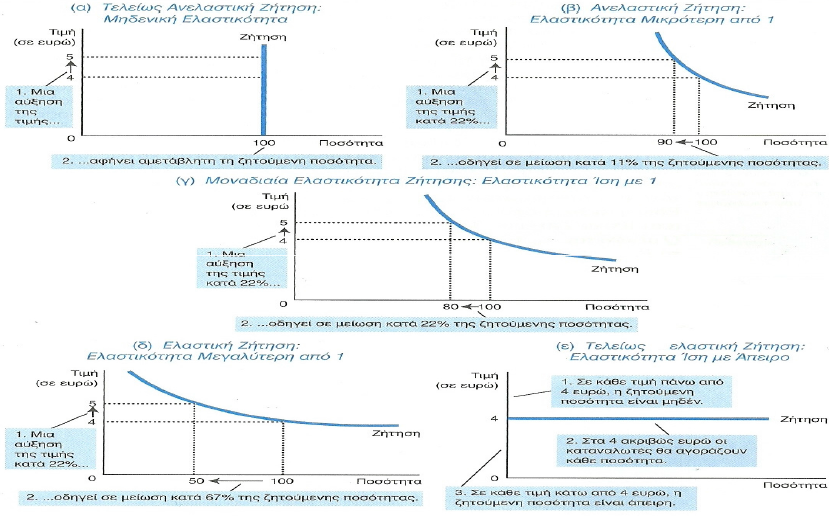 (α) Τελείως Ανελαστική Ζήτηση:
Μηδενική Ελαστικότητα
Τιμή
(σε ευρώ)
Ζήτηση
5
4
1. Μια
αύξηση
της
τιμής...
0
100
Ποσότητα
2. ...αφήνει αμετάβλητη τη ζητούμενη ποσότητα.
(β) Ανελαστική Ζήτηση:
Ελαστικότητα Μικρότερη από 1
Τιμή
(σε ευρώ)
5
4
1. Μια
αύξηση
της
τιμής
κατά 22%...
Ζήτηση
0
90
100
Ποσότητα
2. ...οδηγεί σε μείωση κατά 11% της ζητούμενης ποσότητας.
(γ) Μοναδιαία Ελαστικότητα Ζήτησης: Ελαστικότητα Ίση με 1
Τιμή
(σε ευρώ
5
4
1. Μια
αύξηση
της τιμής
κατά 22%...
Ζήτηση
0
80
100
Ποσότητα
2. ...οδηγεί σε μείωση κατά 22% της ζητούμενης ποσότητας.
(δ) Ελαστική Ζήτηση:
Ελαστικότητα Μεγαλύτερη από 1
Τιμή
(σε ευρώ)
5
4
1. Μια
αύξηση
της τιμής
κατά 22%...
Ζήτηση
0
50
100
Ποσότητα
2. ...οδηγεί σε μείωση κατά 67% της ζητούμενης ποσότητας.
(ε) Τελείως ελαστική Ζήτηση:
Ελαστικότητα Ίση με Άπειρο
Τιμή
(σε ευρώ)
1. Σε κάθε τιμή πάνω από
4 ευρώ, η ζητούμενη
ποσότητα είναι μηδέν.
4
Ζήτηση
2. Στα 4 ακριβώς ευρώ οι
καταναλωτές θα αγοράζουν
κάθε ποσότητα.
0
Ποσότητα
3. Σε κάθε τιμή κάτω από 4 ευρώ, η
ζητούμενη ποσότητα είναι άπειρη.